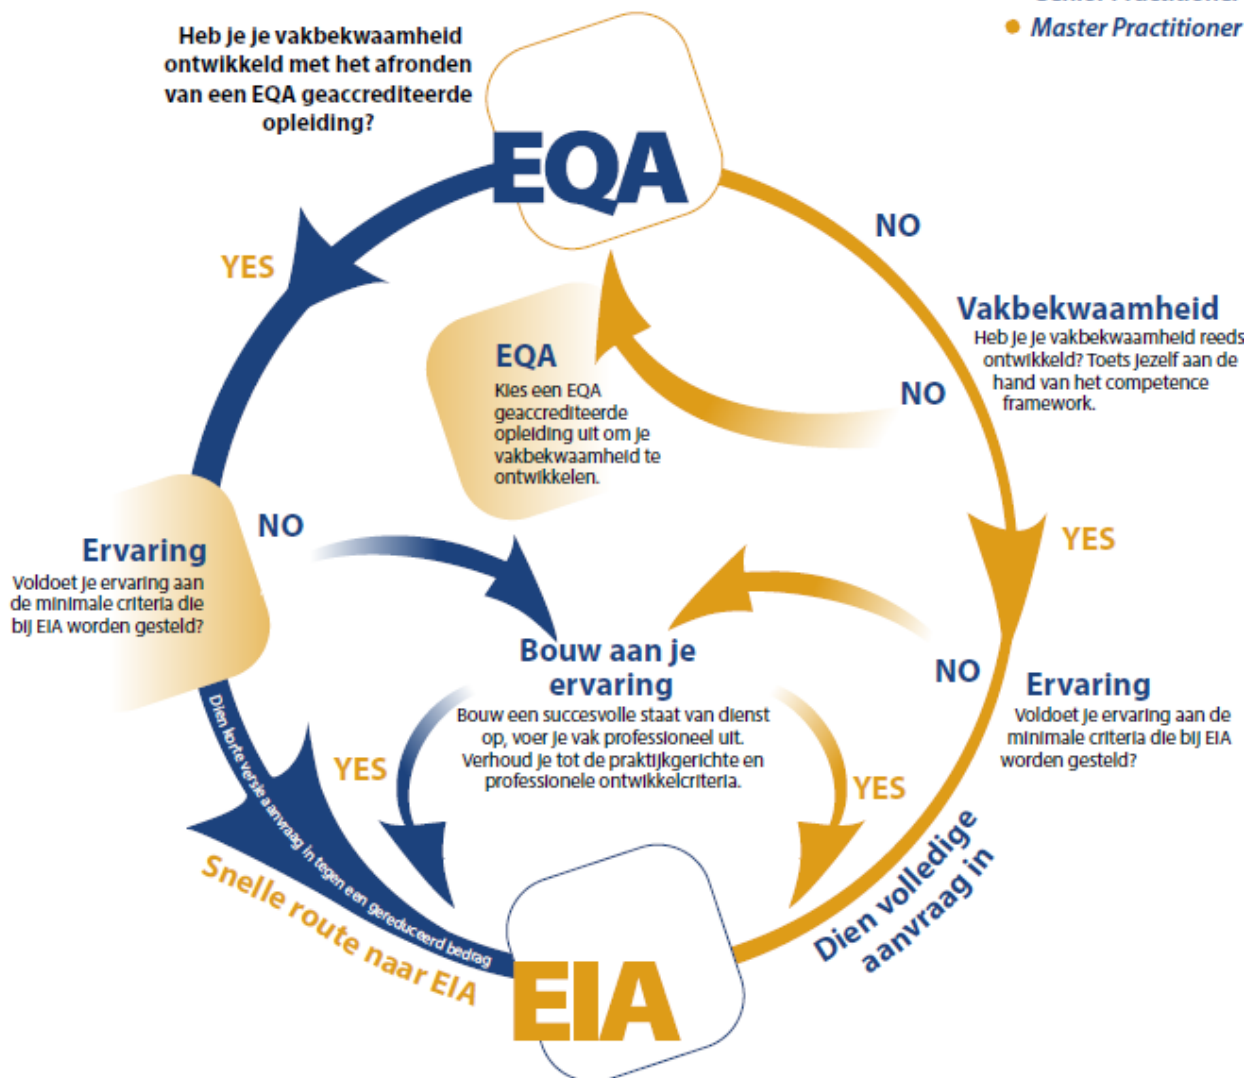 Master Practitioner
Heb je je vakbekwaamheid
ontwikkeld met het afronden
van een EQA geaccrediteerde
opleiding?
EQA
NO
YES
Vakbekwaamheid
Heb je je vakbekwaamheid reeds
ontwikkeld? Toets jezelf aan de
hand van het competence
framework.
EQA
Kies een EQA
geaccrediteerde
opleiding uit om je
vakbekwaamheid te
ontwikkelen.
NO
NO
YES
Ervaring
Voldoet je ervaring aan
de minimale criteria die
bij EIA worden gesteld?
Bouw aan je
ervaring
Bouw een succesvolle staat van dienst
op, voer je vak professioneel uit.
Verhoud je tot de praktijkgerichte en
professionele ontwikkelcriteria.
NO
Ervaring
Voldoet je ervaring aan de
minimale criteria die bij EIA
worden gesteld?
YES
YES
Dien korte versie aanvraag in tegen een gereduceerd bedrag
Snelle route naar EIA
Dien volledige
aanvraag in
EIA